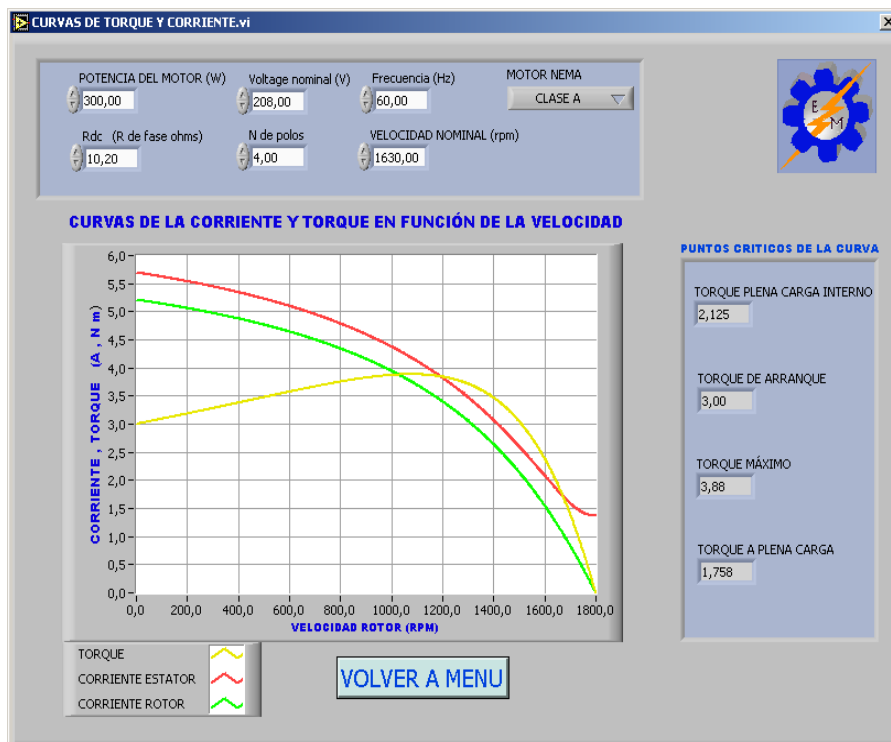 CURVAS DE TORQUE Y CORRIENTE.vi
POTENCIA DEL MOTOR (W)
Voltage nominal (V)
Frecuencia (Hz)
MOTOR NEMA
300,00
208,00
60,00
CLASE A
Rdc (R de fase ohms)
N de polos
VELOCIDAD NOMINAL (rpm)
10,20
4,00
1630,00
E
M
CURVAS DE LA CORRIENTE Y TORQUE EN FUNCIÓN DE LA VELOCIDAD
CORRIENTE , TORQUE (A , N m)
6,0
5,5
5,0
4,5
4,0
3,5
3,0
2,5
2,0
1,5
1,0
0,5
0,0
0,0 200,0 400,0 600,0 800,0 1000,0 1200,0 1400,0 1600,0 1800,0
VELOCIDAD ROTOR (RPM)
PUNTOS CRITICOS DE LA CURVA
TORQUE PLENA CARGA INTERNO
2,125
TORQUE DE ARRANQUE
3,00
TORQUE MÁXIMO
3,88
TORQUE A PLENA CARGA
1,758
TORQUE
CORRIENTE ESTATOR
CORRIENTE ROTOR
VOLVER A MENU